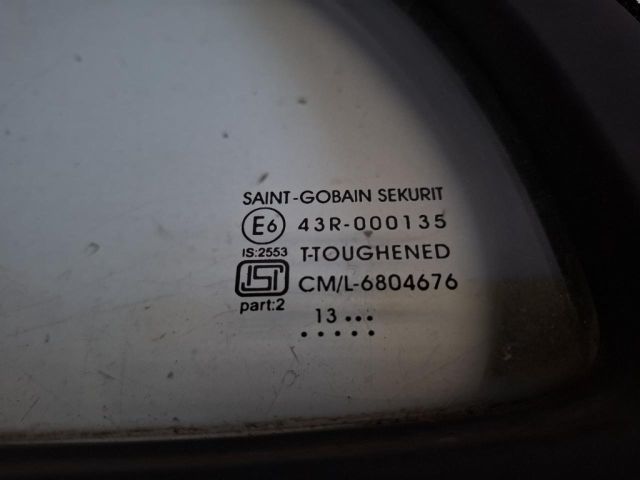 SAINT-GOBAIN SEKURIT
E6 43R-000135
IS:2553 T-TOUGHENED
ISI CM/L-6804676
part:2
13 •••
•••••